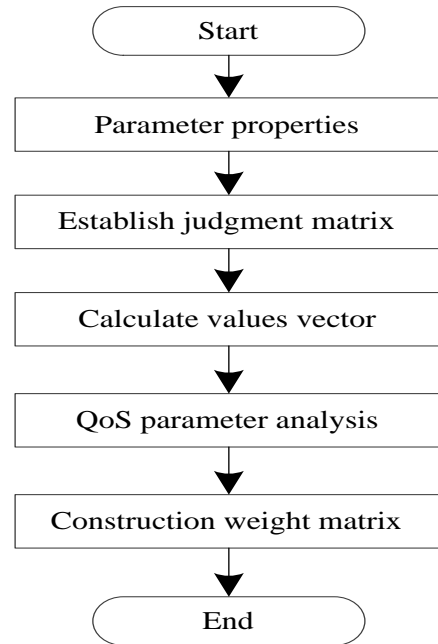 Start
Parameter properties
Establish judgment matrix
Calculate values vector
QoS parameter analysis
Construction weight matrix
End